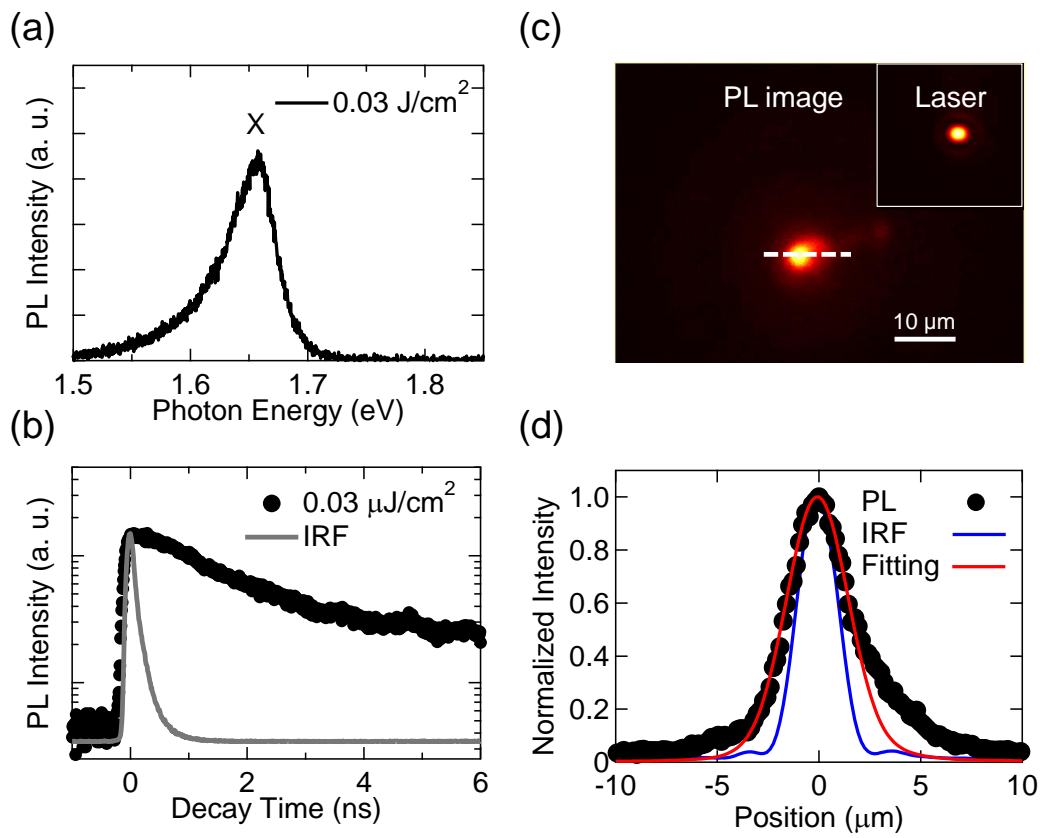 (a)
0.03 J/cm²
X
PL Intensity (a. u.)
1.5 1.6 1.7 1.8
Photon Energy (eV)
(b)
0.03 μJ/cm²
IRF
PL Intensity (a. u.)
0 2 4 6
Decay Time (ns)
(c)
PL image
Laser
10 μm
(d)
PL
IRF
Fitting
Normalized Intensity
1.0
0.8
0.6
0.4
0.2
0
-10 -5 0 5 10
Position (μm)